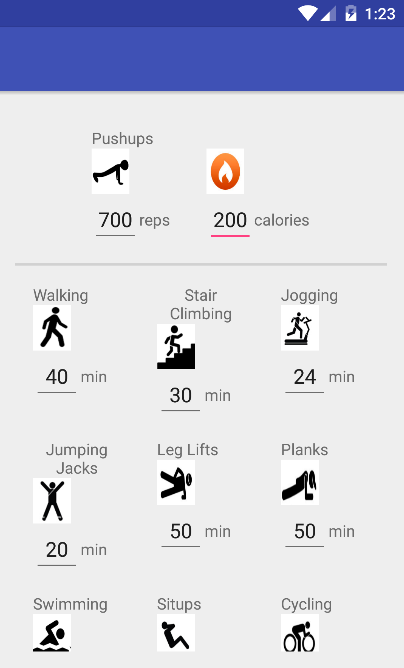 1:23
Pushups
700 reps
200 calories
Walking
Stair
Climbing
Jogging
40 min
30 min
24 min
Jumping
Jacks
Leg Lifts
Planks
20 min
50 min
50 min
Swimming
Situps
Cycling